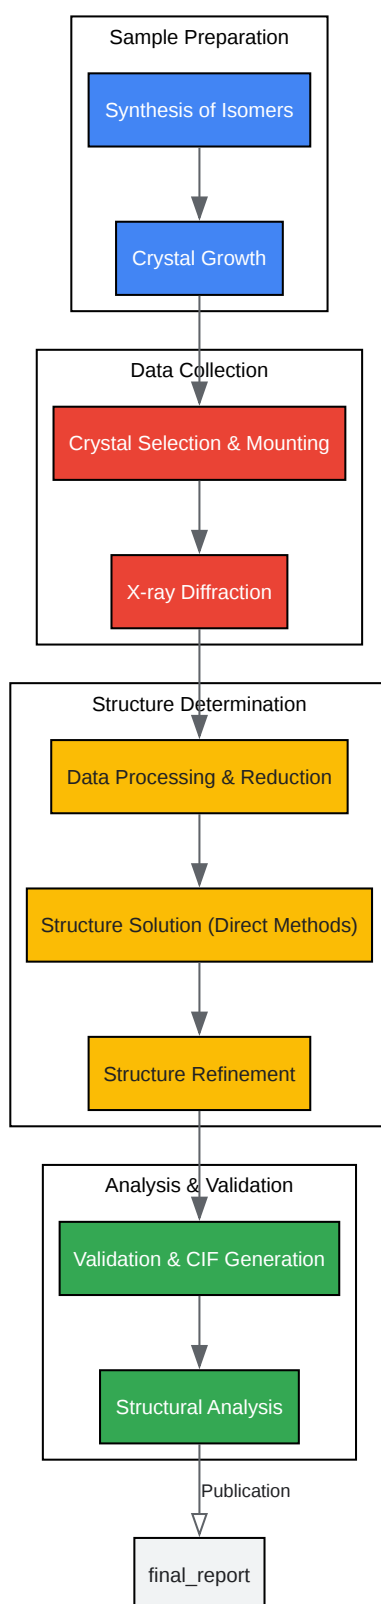 Sample Preparation
Synthesis of Isomers
Crystal Growth
Data Collection
Crystal Selection & Mounting
X-ray Diffraction
Structure Determination
Data Processing & Reduction
Structure Solution (Direct Methods)
Structure Refinement
Analysis & Validation
Validation & CIF Generation
Structural Analysis
Publication
final_report